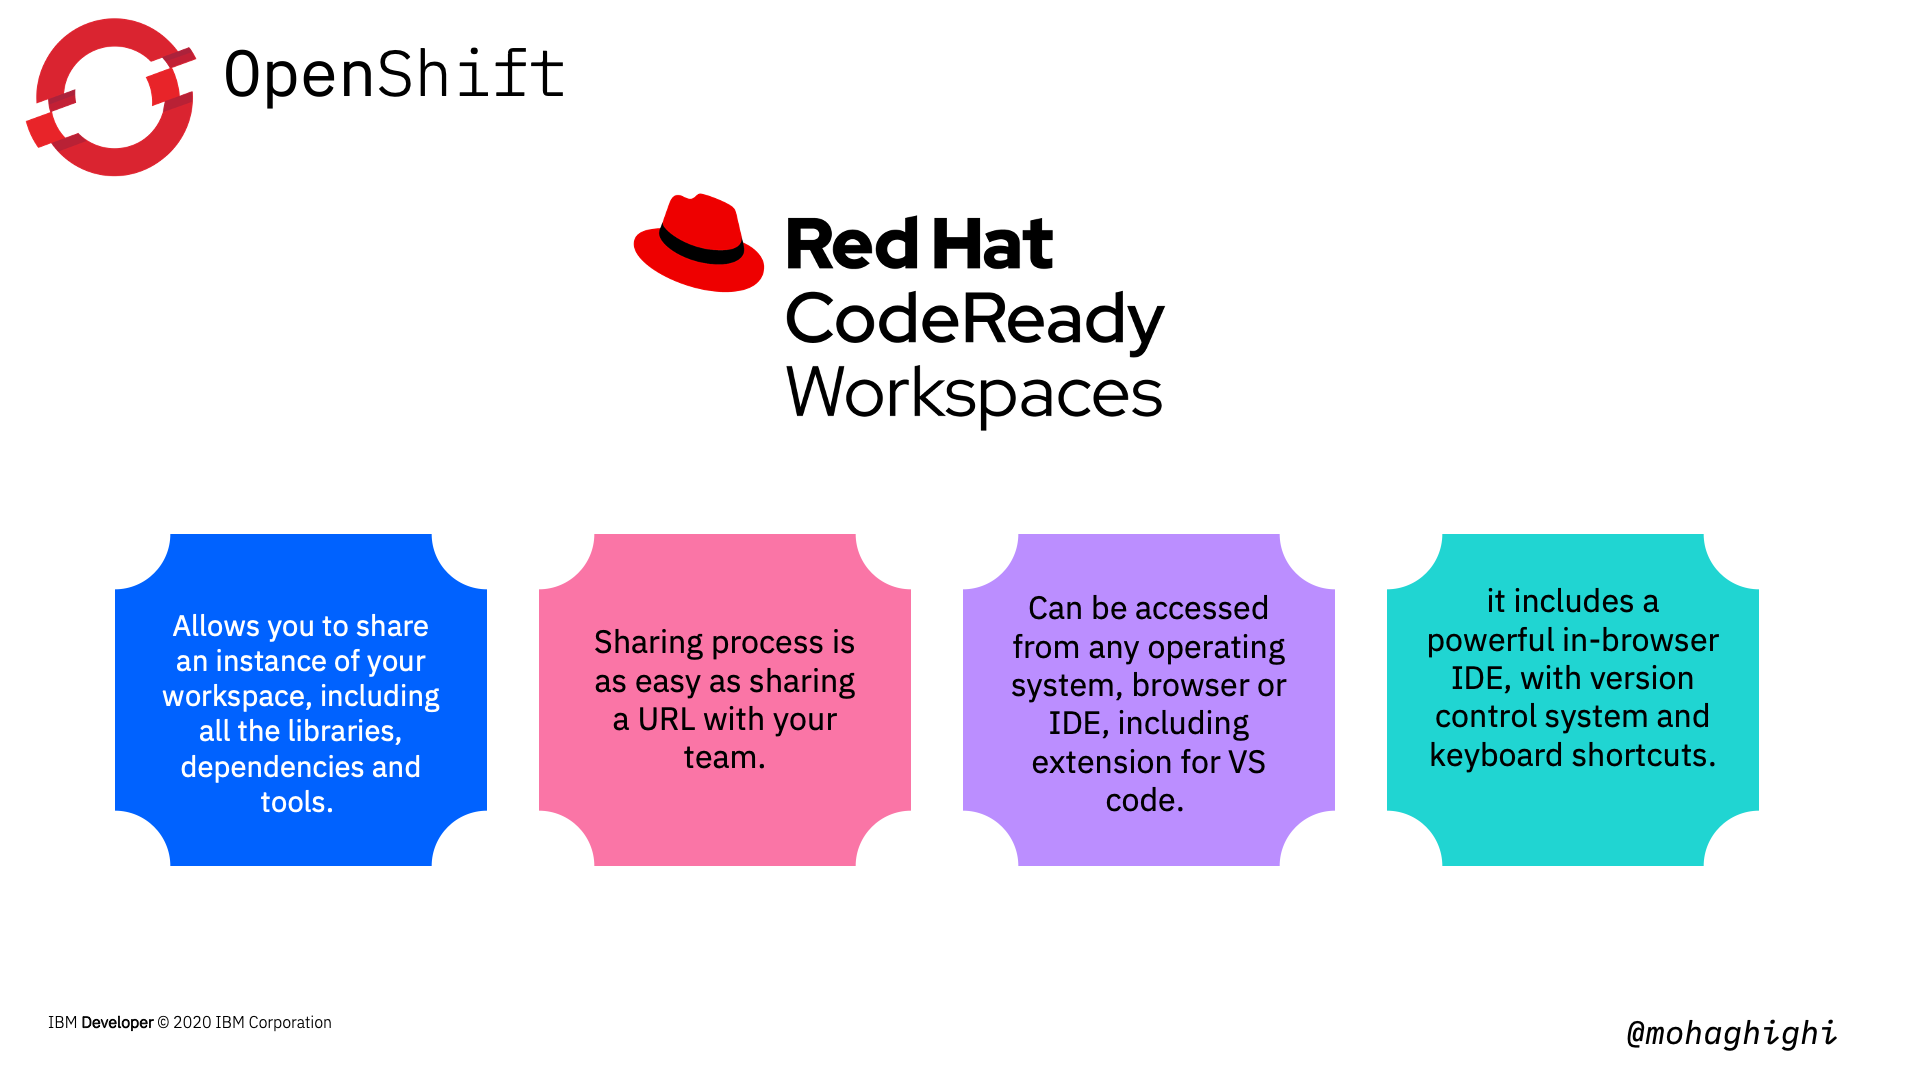 OpenShift
Red Hat
CodeReady
Workspaces
Allows you to share
an instance of your
workspace, including
all the libraries,
dependencies and
tools.
Sharing process is
as easy as sharing
a URL with your
team.
Can be accessed
from any operating
system, browser or
IDE, including
extension for VS
code.
it includes a
powerful in-browser
IDE, with version
control system and
keyboard shortcuts.
IBM Developer © 2020 IBM Corporation
@mohaghighi